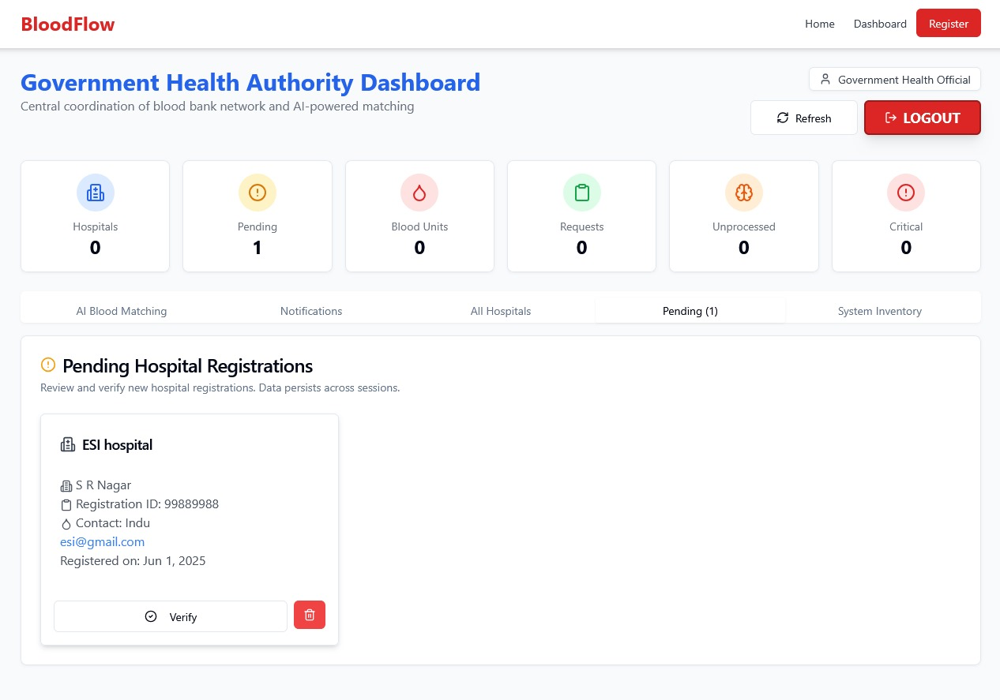 BloodFlow
Home
Dashboard
Register
Government Health Authority Dashboard
Central coordination of blood bank network and AI-powered matching
Government Health Official
Refresh
LOGOUT
Hospitals
0
Pending
1
Blood Units
0
Requests
0
Unprocessed
0
Critical
0
AI Blood Matching
Notifications
All Hospitals
Pending (1)
System Inventory
Pending Hospital Registrations
Review and verify new hospital registrations. Data persists across sessions.
ESI hospital
S R Nagar
Registration ID: 99889988
Contact: Indu
esi@gmail.com
Registered on: Jun 1, 2025
Verify